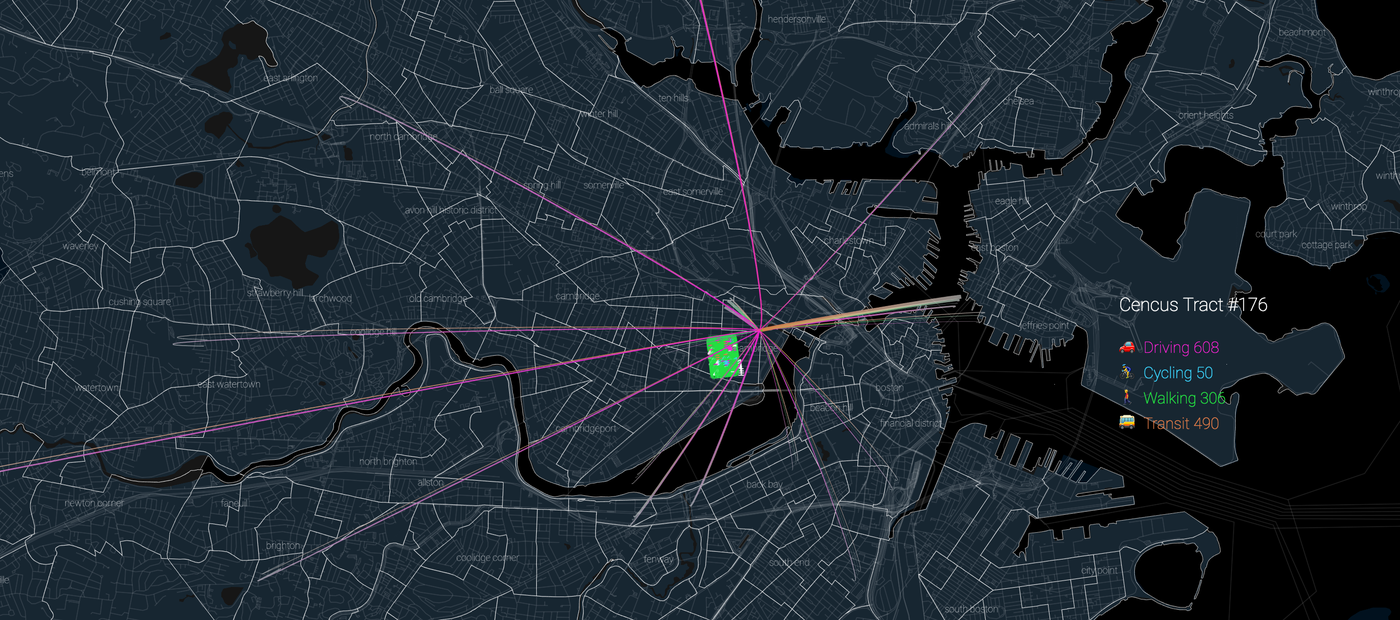 hendersonville
beachmont
east arlington
ball square
ten hills
winthrop
chelsea
winter hill
orient heights
admirals hill
north cambridge
belmont
ens
winth
spring hill
somerville
east somerville
eagle hill
winthrop
avon hill historic district
court park
charlestown
cottage park
waverley
east boston
strawberry hill
larchwood
old cambridge
cambridge
cushing square
Cencus Tract #176
jeffries point
coolidge hill
Driving 608
Cycling 50
watertown
east watertown
boston
Walking 306
beacon hill
Transit 490
financial district
cambridgeport
north brighton
allston
back bay
newton corner
faneuil
brighton
coolidge corner
fenway
south end
city point
ville
south boston